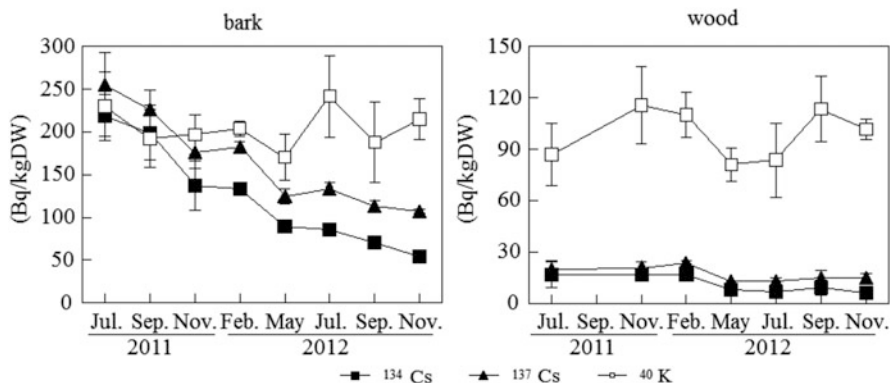 bark
wood
(Bq/kgDW)
300
250
200
150
100
50
0
Jul. Sep. Nov. Feb. May Jul. Sep. Nov.
2011 2012
(Bq/kgDW)
150
120
90
60
30
0
Jul. Sep. Nov. Feb. May Jul. Sep. Nov.
2011 2012
134 Cs 137 Cs 40 K